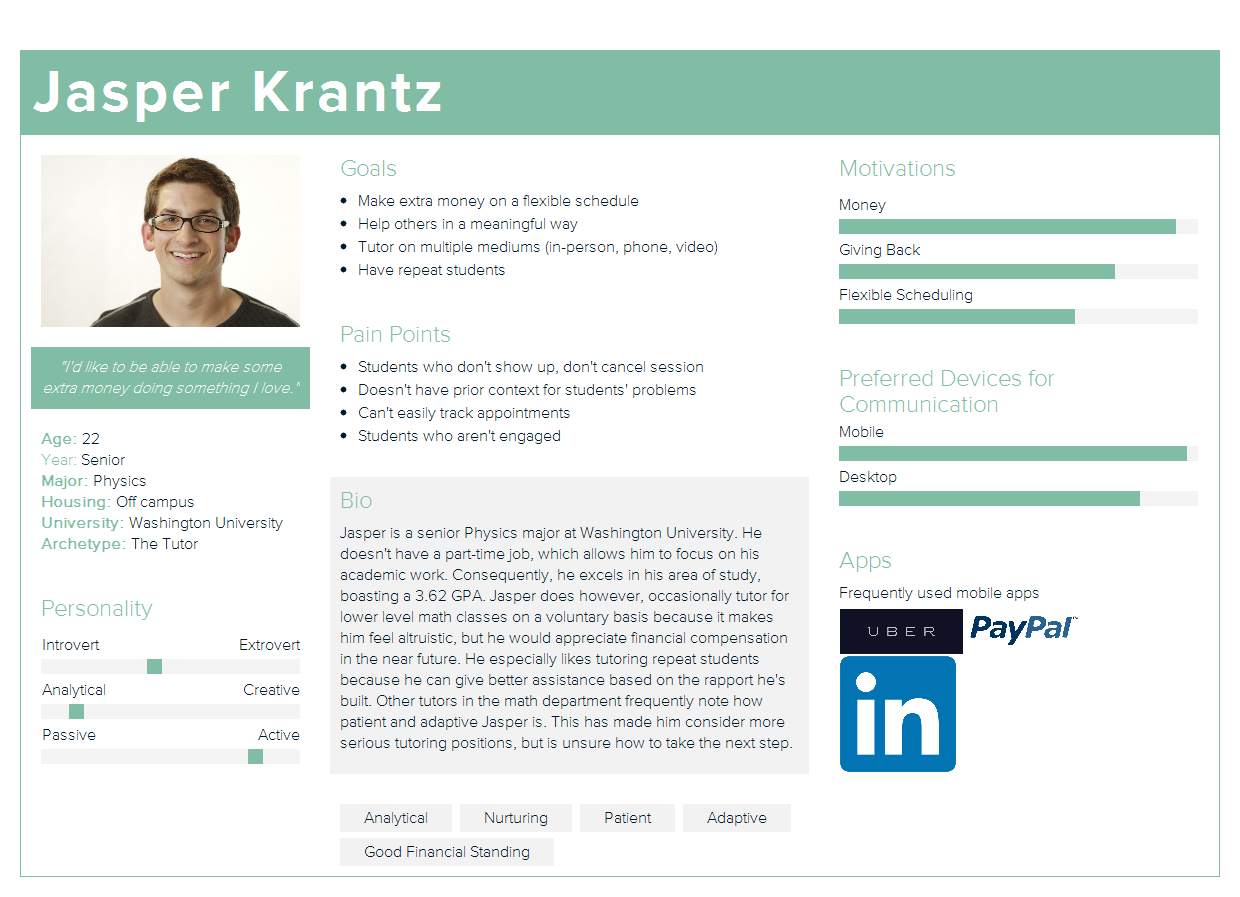 Jasper Krantz
"I'd like to be able to make some
extra money doing something I love."
Age: 22
Year: Senior
Major: Physics
Housing: Off campus
University: Washington University
Archetype: The Tutor
Personality
Introvert Extrovert
Analytical Creative
Passive Active
Goals
Make extra money on a flexible schedule
Help others in a meaningful way
Tutor on multiple mediums (in-person, phone, video)
Have repeat students
Pain Points
Students who don't show up, don't cancel session
Doesn't have prior context for students' problems
Can't easily track appointments
Students who aren't engaged
Bio
Jasper is a senior Physics major at Washington University. He
doesn't have a part-time job, which allows him to focus on his
academic work. Consequently, he excels in his area of study,
boasting a 3.62 GPA. Jasper does however, occasionally tutor for
lower level math classes on a voluntary basis because it makes
him feel altruistic, but he would appreciate financial compensation
in the near future. He especially likes tutoring repeat students
because he can give better assistance based on the rapport he's
built. Other tutors in the math department frequently note how
patient and adaptive Jasper is. This has made him consider more
serious tutoring positions, but is unsure how to take the next step.
Analytical Nurturing Patient Adaptive
Good Financial Standing
Motivations
Money
Giving Back
Flexible Scheduling
Preferred Devices for
Communication
Mobile
Desktop
Apps
Frequently used mobile apps
UBER PayPal™
in